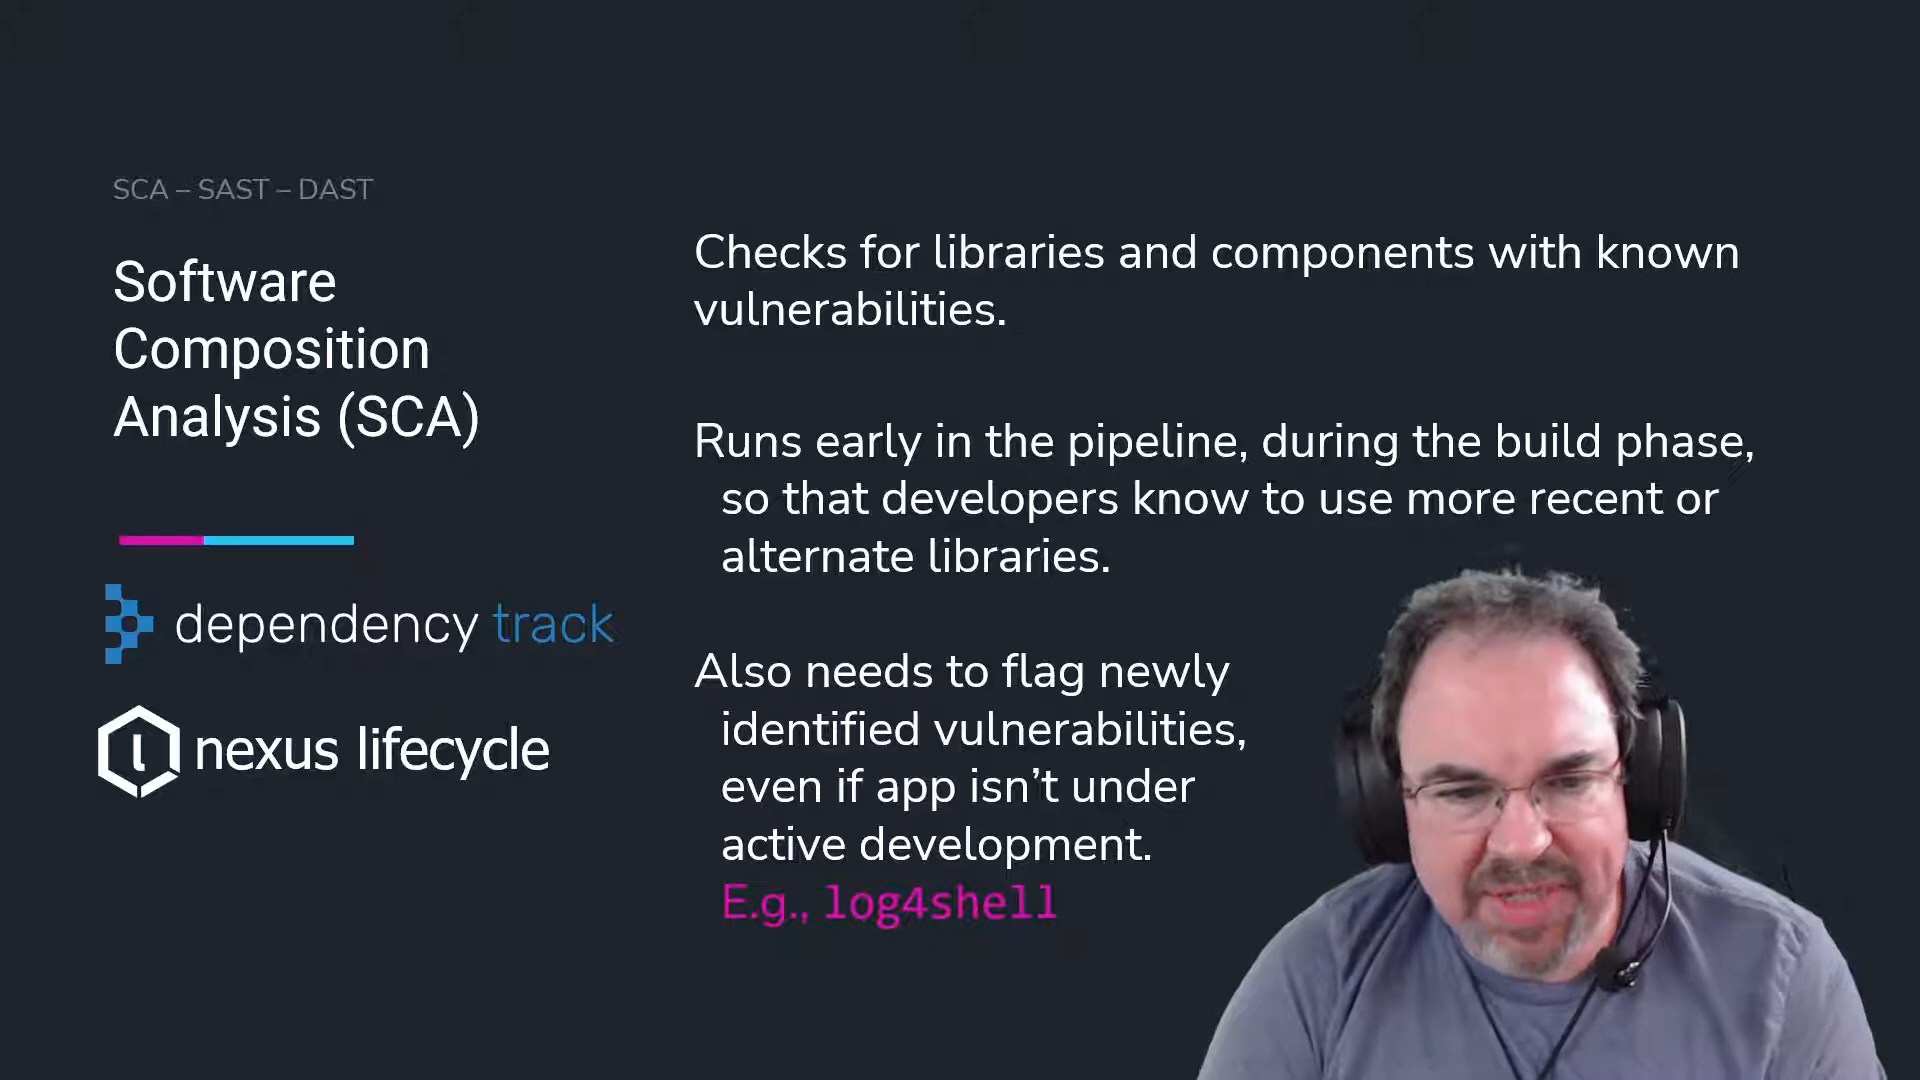 SCA – SAST – DAST
Software
Composition
Analysis (SCA)
dependency track
nexus lifecycle
Checks for libraries and components with known
vulnerabilities.
Runs early in the pipeline, during the build phase,
so that developers know to use more recent or
alternate libraries.
Also needs to flag newly
identified vulnerabilities,
even if app isn’t under
active development.
E.g., log4shell